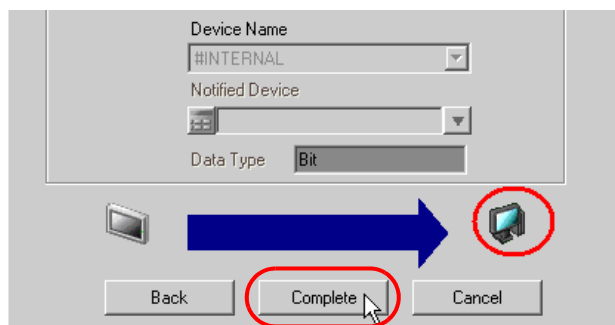 Device Name
#INTERNAL
Notified Device
Data Type Bit
Back Complete Cancel